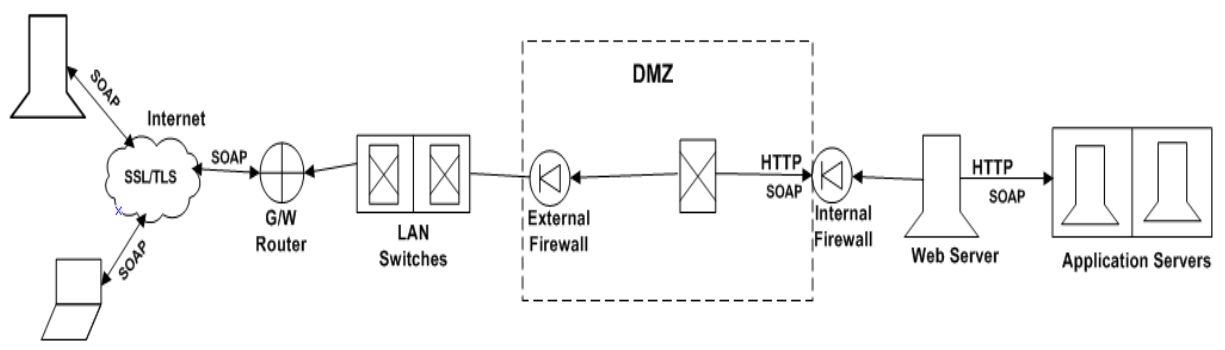 SOAP
Internet
SSL/TLS
SOAP
SOAP
G/W
Router
LAN
Switches
DMZ
External
Firewall
HTTP
SOAP
Internal
Firewall
Web Server
HTTP
SOAP
Application Servers
x